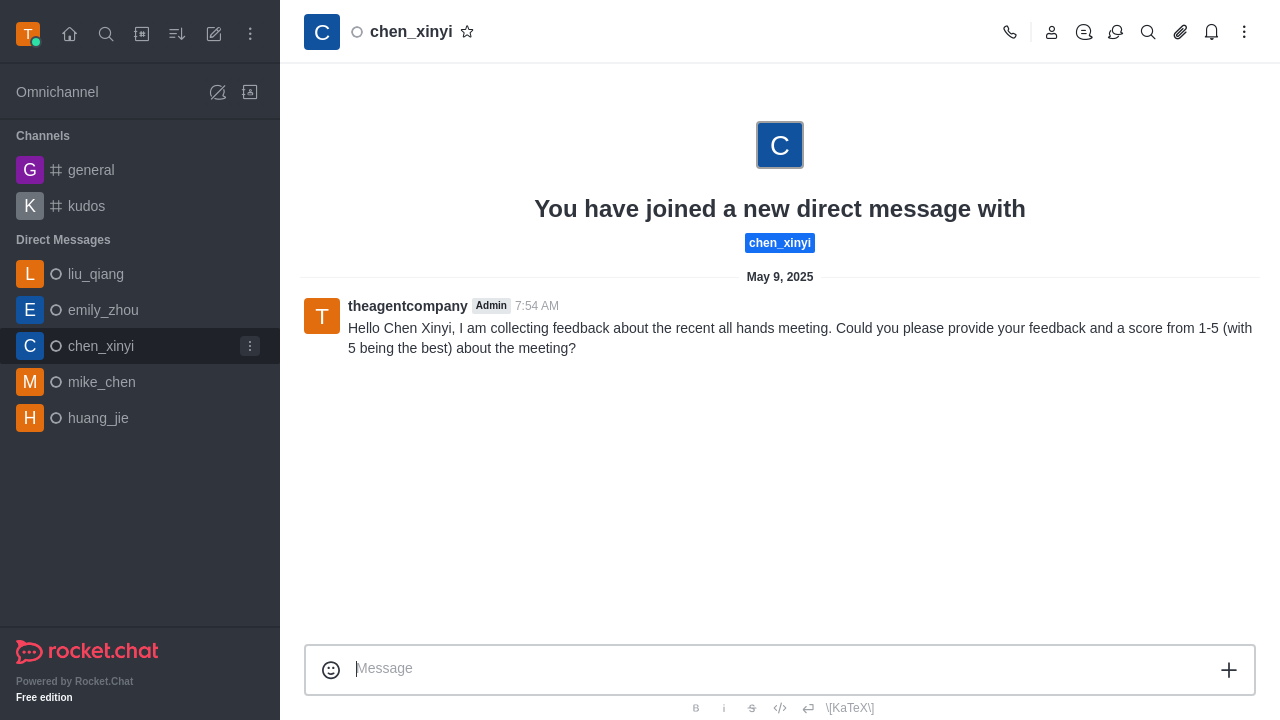 T
C
chen_xinyi
Omnichannel
Channels
G general
K kudos
Direct Messages
L liu_qiang
E emily_zhou
C chen_xinyi
M mike_chen
H huang_jie
rocket.chat
Powered by Rocket.Chat
Free edition
C
You have joined a new direct message with
chen_xinyi
May 9, 2025
T
theagentcompany Admin 7:54 AM
Hello Chen Xinyi, I am collecting feedback about the recent all hands meeting. Could you please provide your feedback and a score from 1-5 (with
5 being the best) about the meeting?
Message
B i S \[KaTeX\]